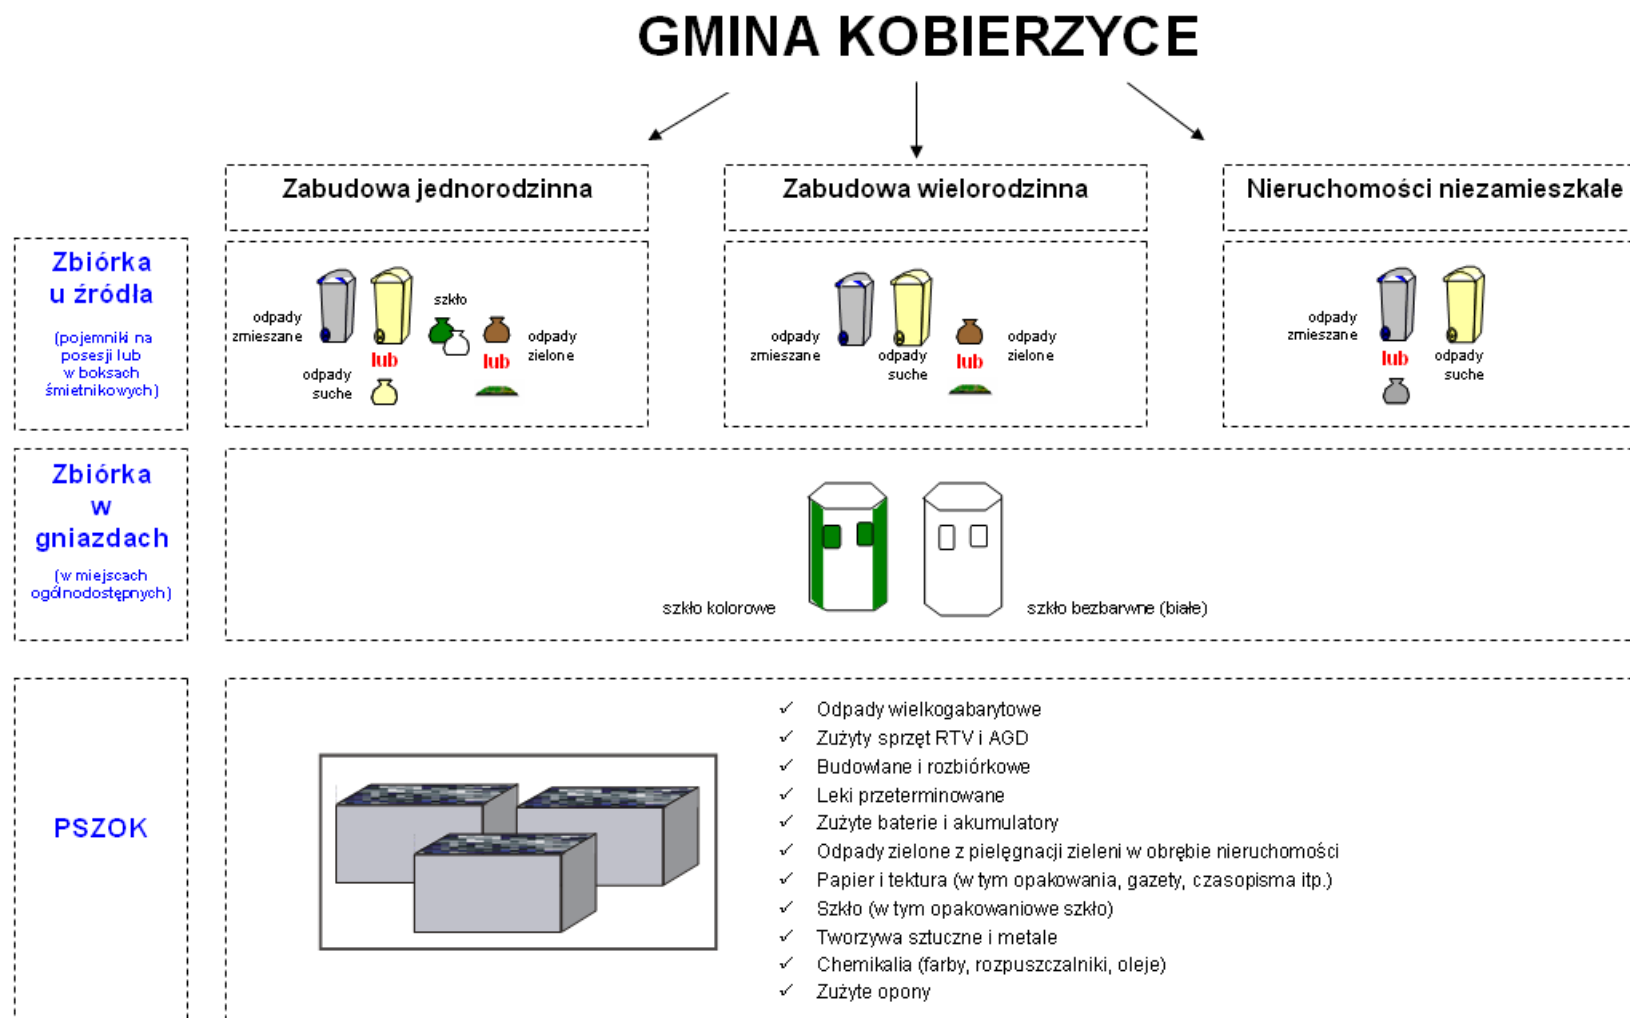 GMINA KOBIERZYCE
Zabudowa jednorodzinna
Zabudowa wielorodzinna
Nieruchomości niezamieszkałe
Zbiórka
u źródła
(pojemniki na
posesji lub
w boksach
śmietnikowych)
odpady
zmieszane
lub
odpady
suche
szkło
lub
odpady
zielone
odpady
zmieszane
odpady
suche
lub
odpady
zielone
odpady
zmieszane
lub
odpady
suche
Zbiórka
w
gniazdach
(w miejscach
ogólnodostępnych)
szkło kolorowe
szkło bezbarwne (białe)
PSZOK
✓ Odpady wielkogabarytowe
✓ Zużyty sprzęt RTV i AGD
✓ Budowlane i rozbiórkowe
✓ Leki przeterminowane
✓ Zużyte baterie i akumulatory
✓ Odpady zielone z pielęgnacji zieleni w obrębie nieruchomości
✓ Papier i tektura (w tym opakowania, gazety, czasopisma itp.)
✓ Szkło (w tym opakowaniowe szkło)
✓ Tworzywa sztuczne i metale
✓ Chemikalia (farby, rozpuszczalniki, oleje)
✓ Zużyte opony